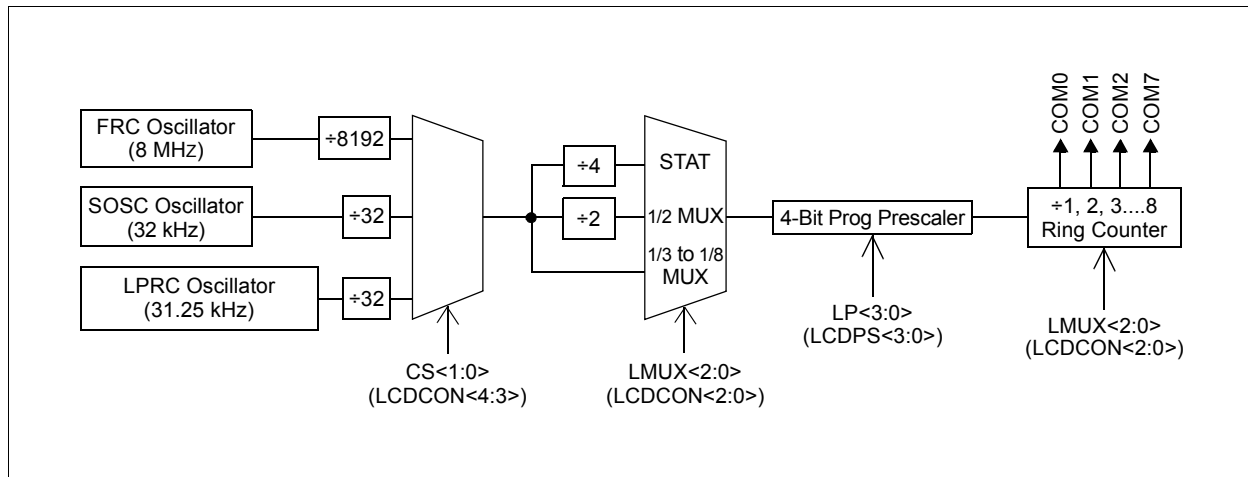 FRC Oscillator
(8 MHz)
÷8192
SOSC Oscillator
(32 kHz)
÷32
LPRC Oscillator
(31.25 kHz)
÷32
CS<1:0>
(LCDCON<4:3>)
÷4
÷2
STAT
1/2 MUX
1/3 to 1/8
MUX
LMUX<2:0>
(LCDCON<2:0>)
4-Bit Prog Prescaler
LP<3:0>
(LCDPS<3:0>)
COM0
COM1
COM2
COM7
÷1, 2, 3....8
Ring Counter
LMUX<2:0>
(LCDCON<2:0>)